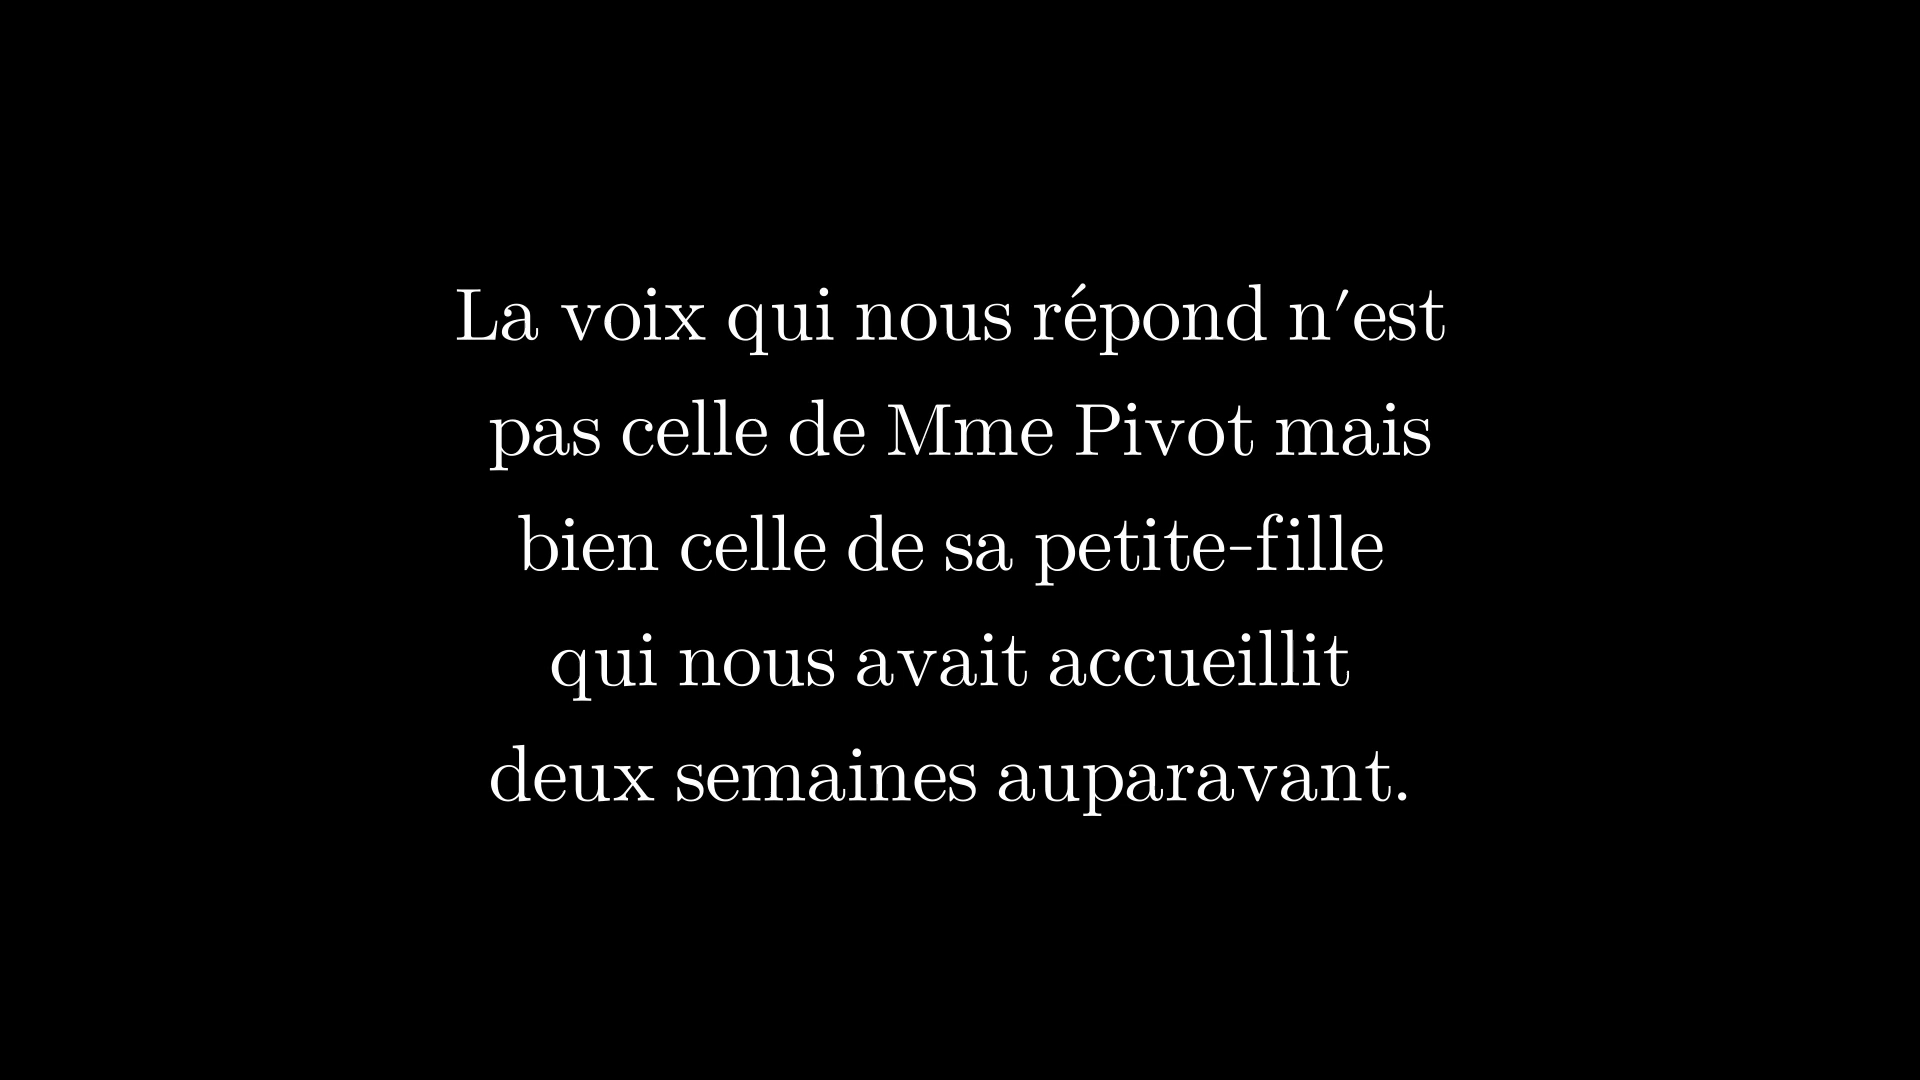 La voix qui nous répond n'est
pas celle de Mme Pivot mais
bien celle de sa petite-fille
qui nous avait accueillit
deux semaines auparavant.